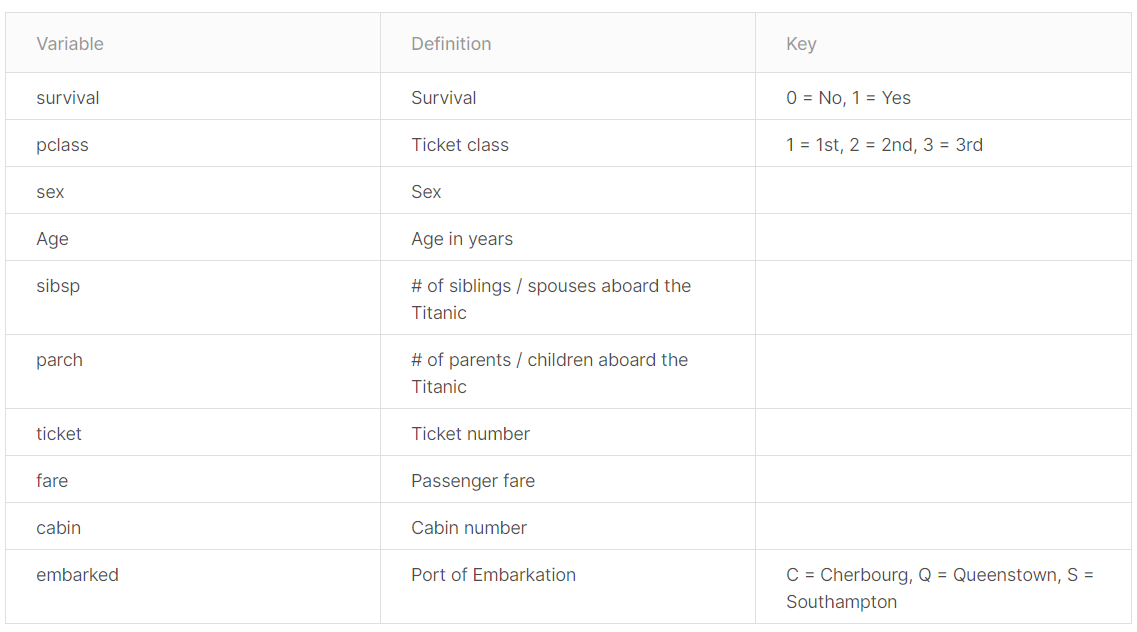 Variable Definition Key
survival Survival 0 = No, 1 = Yes
pclass Ticket class 1 = 1st, 2 = 2nd, 3 = 3rd
sex Sex
Age Age in years
sibsp # of siblings / spouses aboard the
Titanic
parch # of parents / children aboard the
Titanic
ticket Ticket number
fare Passenger fare
cabin Cabin number
embarked Port of Embarkation C = Cherbourg, Q = Queenstown, S =
Southampton